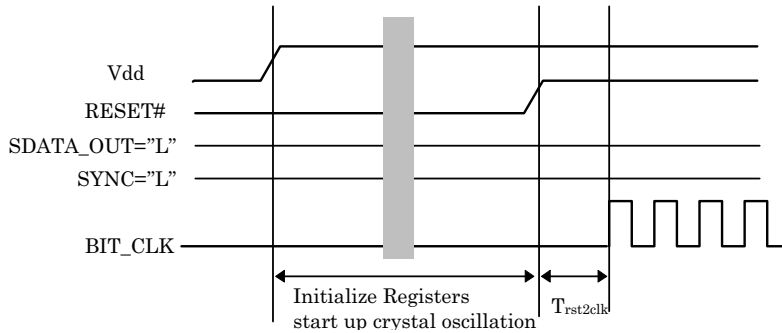 Vdd
RESET#
SDATA_OUT=”L”
SYNC=”L”
BIT_CLK
Initialize Registers
start up crystal oscillation
Trst2clk